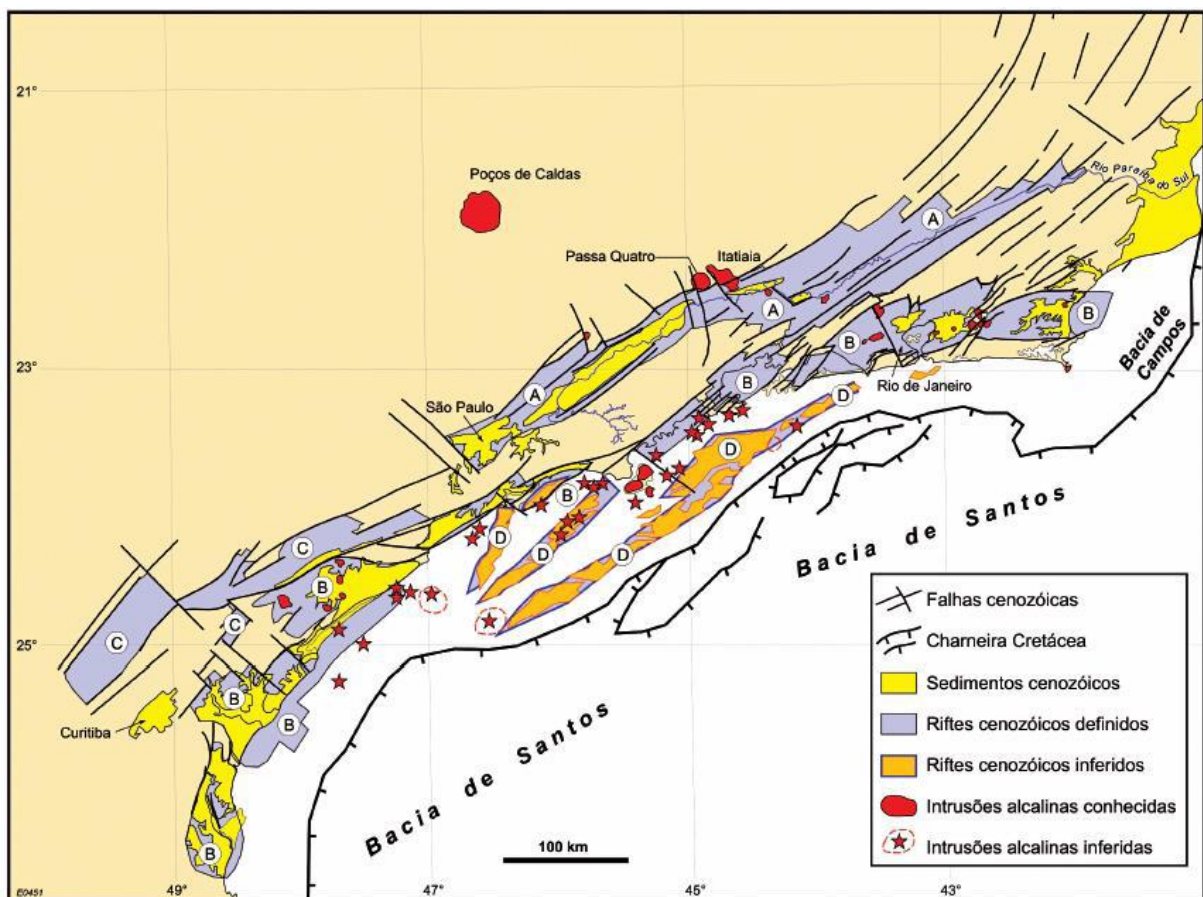 21°
Poços de Caldas
Rio Paraíba do Sul
A
Passa Quatro
Itatiaia
A
B
B
Bacia de
Campos
23°
B
Rio de Janeiro
A
D
São Paulo
D
B
C
D
D
D
Bacia de Santos
B
C
C
25°
B
B
Curitiba
Bacia de Santos
B
100 km
Falhas cenozóicas
Charneira Cretácea
Sedimentos cenozóicos
Riftes cenozóicos definidos
Riftes cenozóicos inferidos
Intrusões alcalinas conhecidas
Intrusões alcalinas inferidas
E0451
49°
47°
45°
43°